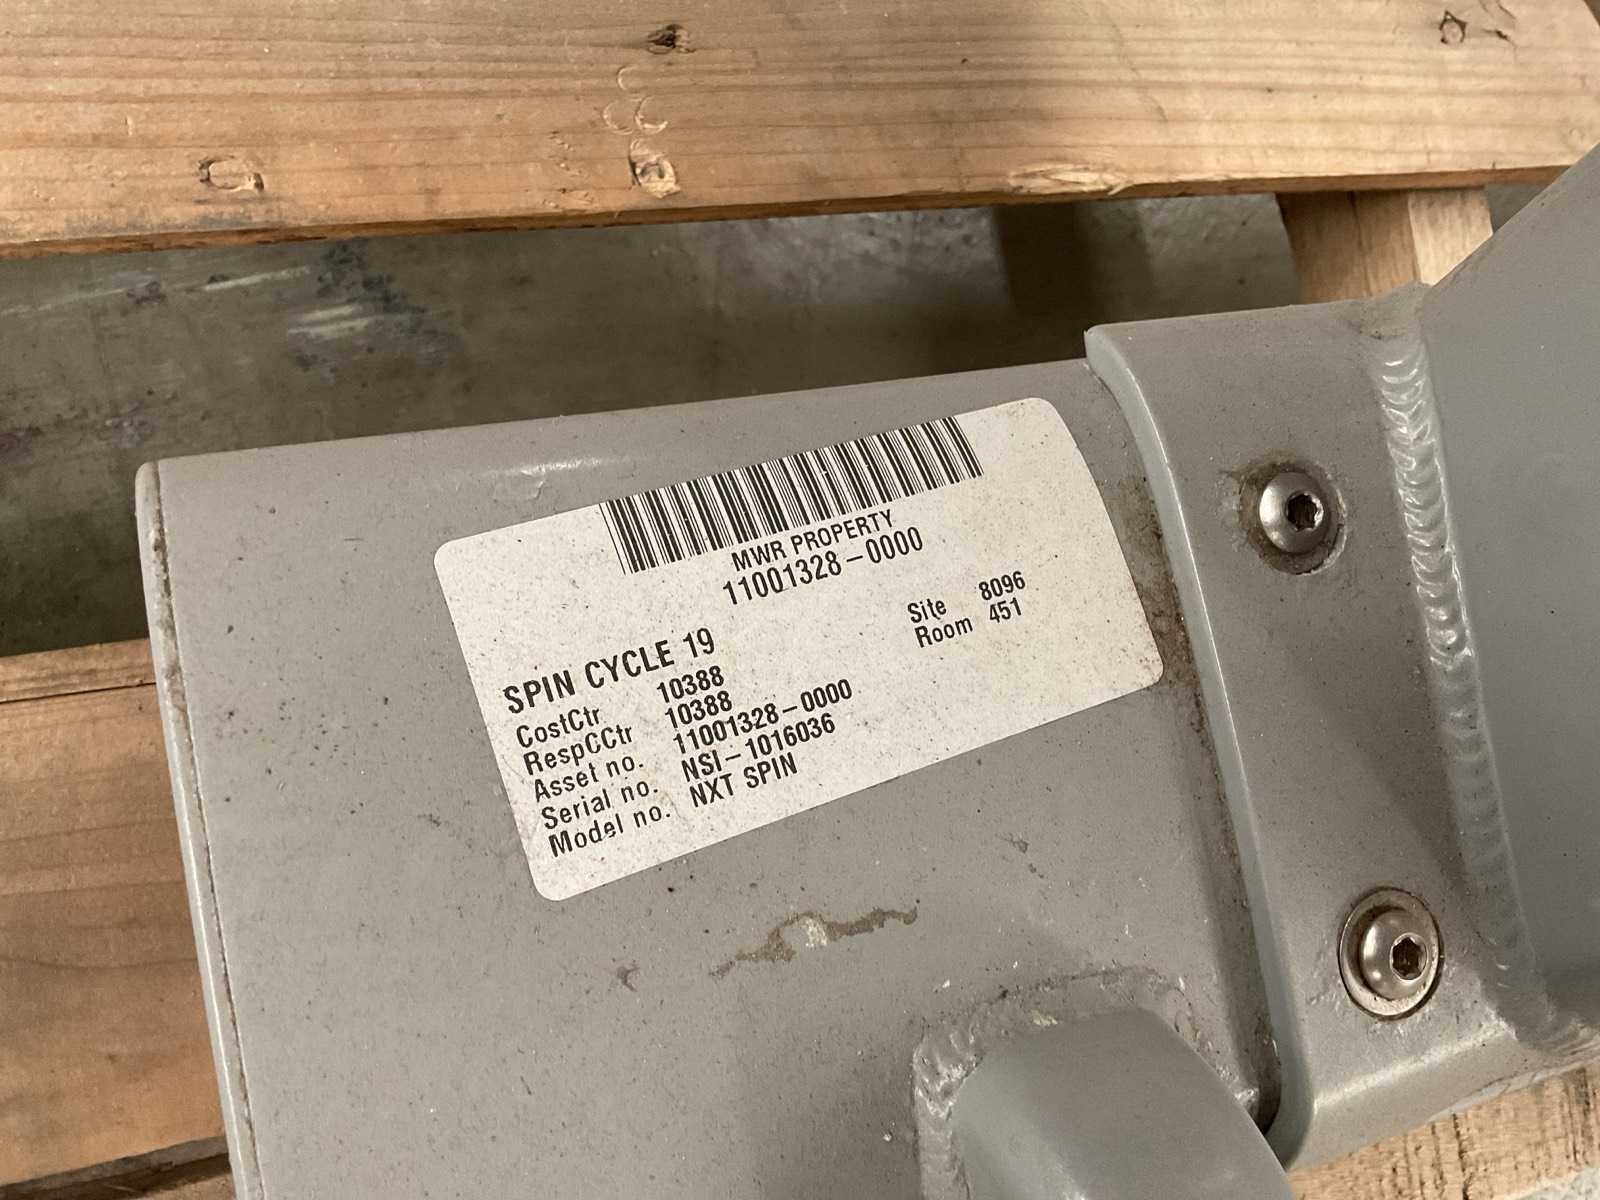 MWR PROPERTY
11001328-0000
SPIN CYCLE 19
CostCtr 10388 Site 8096
RespCCtr 10388 Room 451
Asset no. 11001328-0000
Serial no. NSI-1016036
Model no. NXT SPIN